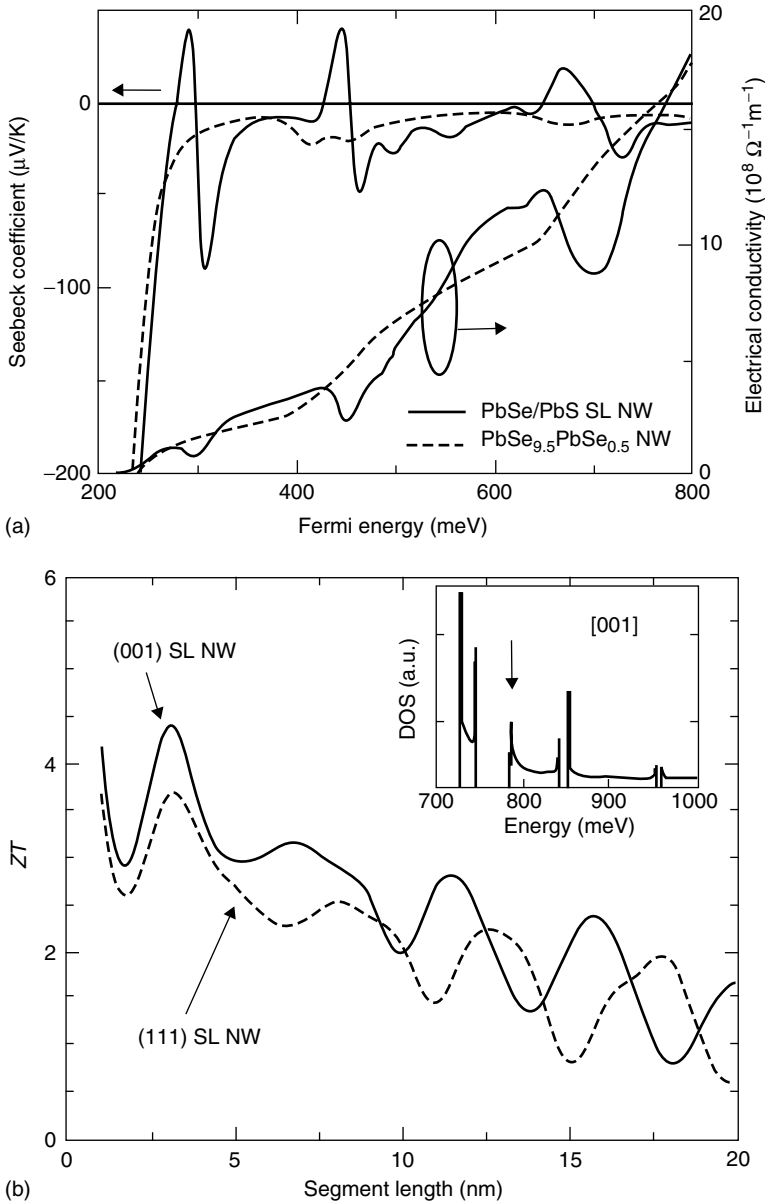 20
0
Seebeck coefficient (μV/K)
–100
–200
10
0
Electrical conductivity (10⁸ Ω⁻¹m⁻¹)
PbSe/PbS SL NW
PbSe₉.₅PbSe₀.₅ NW
200
400
600
800
Fermi energy (meV)
(a)
6
4
2
0
ZT
(001) SL NW
(111) SL NW
[001]
DOS (a.u.)
700
800
900
1000
Energy (meV)
0
5
10
15
20
Segment length (nm)
(b)